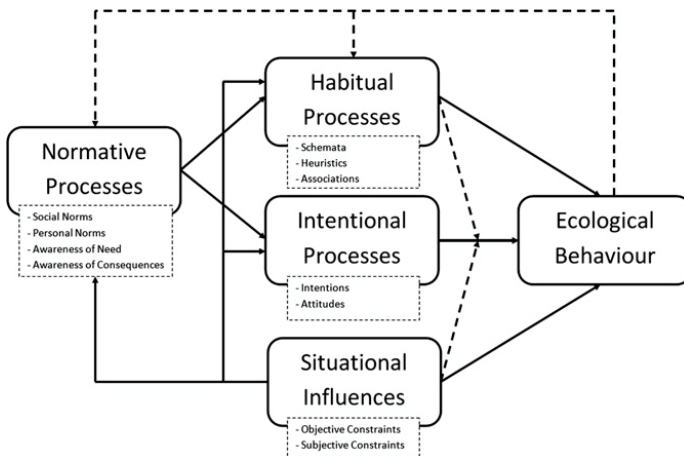 Habitual
Processes
- Schemata
- Heuristics
- Associations
Normative
Processes
- Social Norms
- Personal Norms
- Awareness of Need
- Awareness of Consequences
Intentional
Processes
- Intentions
- Attitudes
Ecological
Behaviour
Situational
Influences
- Objective Constraints
- Subjective Constraints